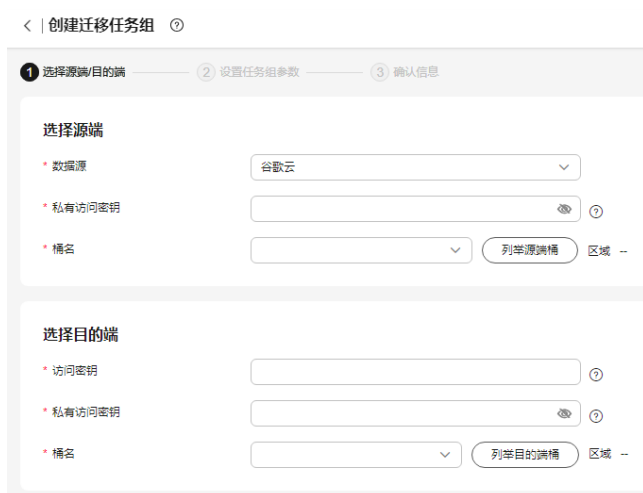 创建迁移任务组
1 选择源端/目的端 2 设置任务组参数 3 确认信息
选择源端
* 数据源 谷歌云
* 私有访问密钥
* 桶名 列举源端桶 区域 --
选择目的端
* 访问密钥
* 私有访问密钥
* 桶名 列举目的端桶 区域 --